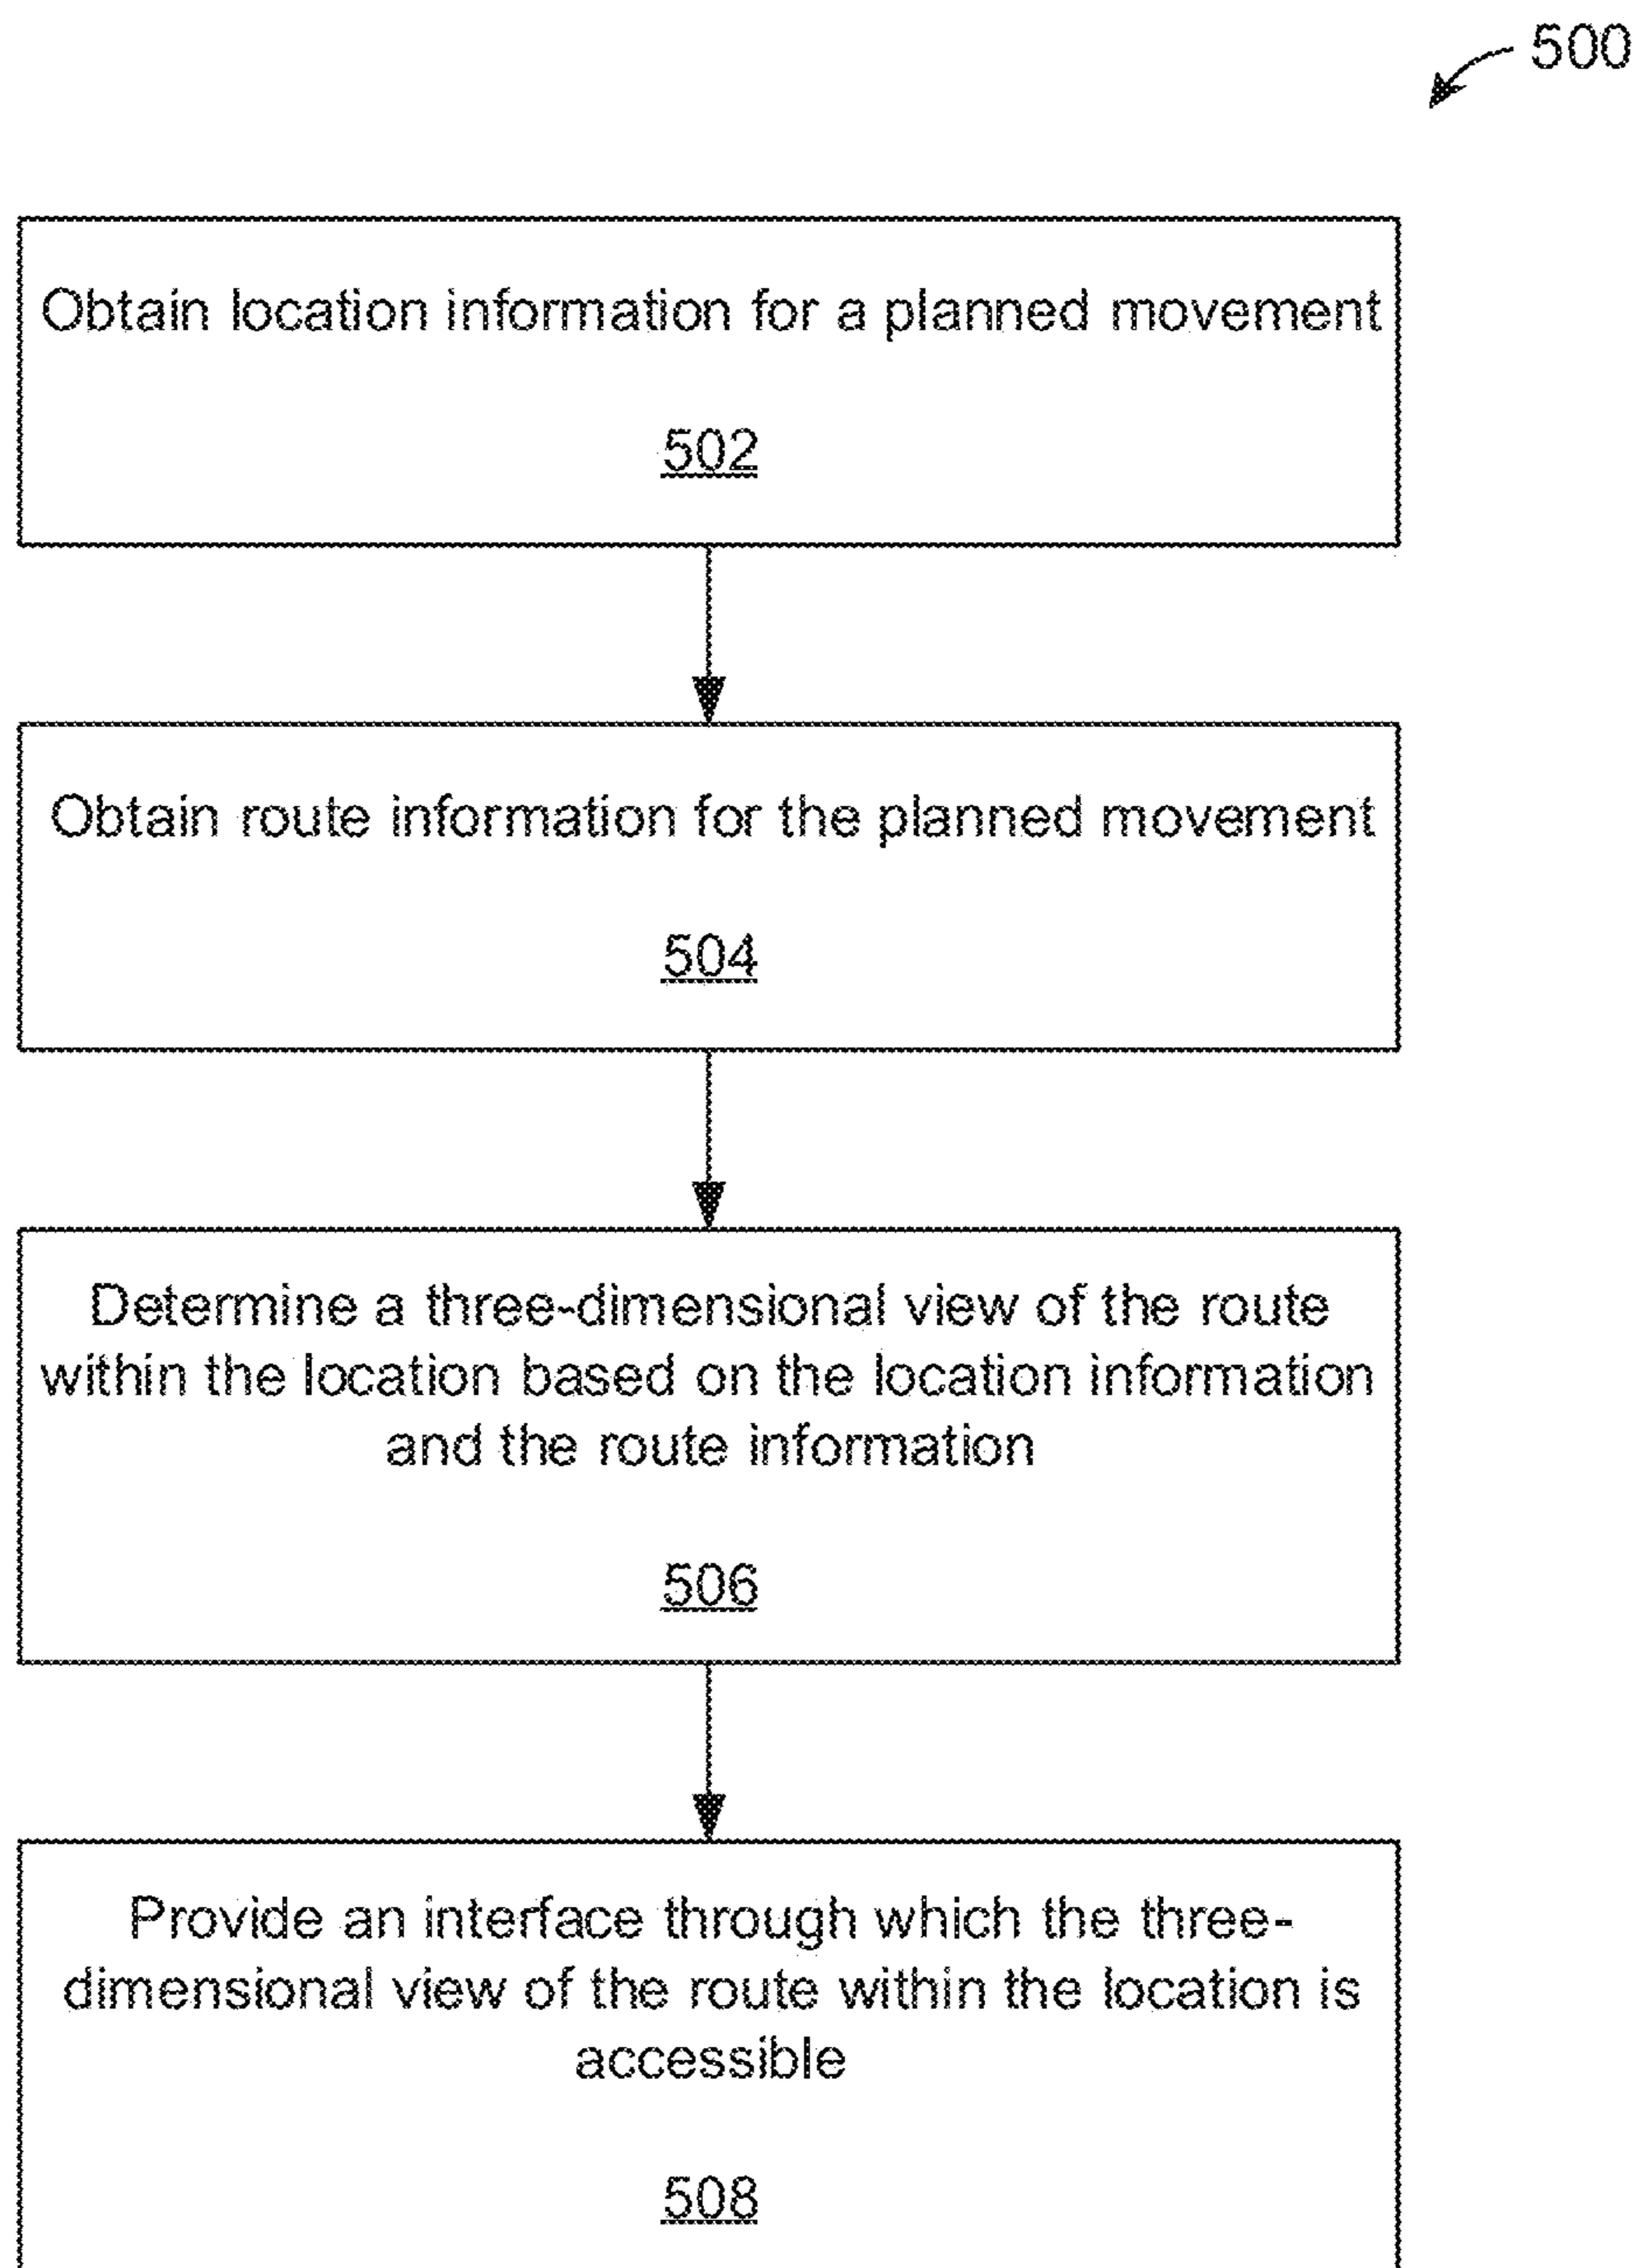 500
Obtain location information for a planned movement
502
Obtain route information for the planned movement
504
Determine a three-dimensional view of the route
within the location based on the location information
and the route information
506
Provide an interface through which the three-
dimensional view of the route within the location is
accessible
508